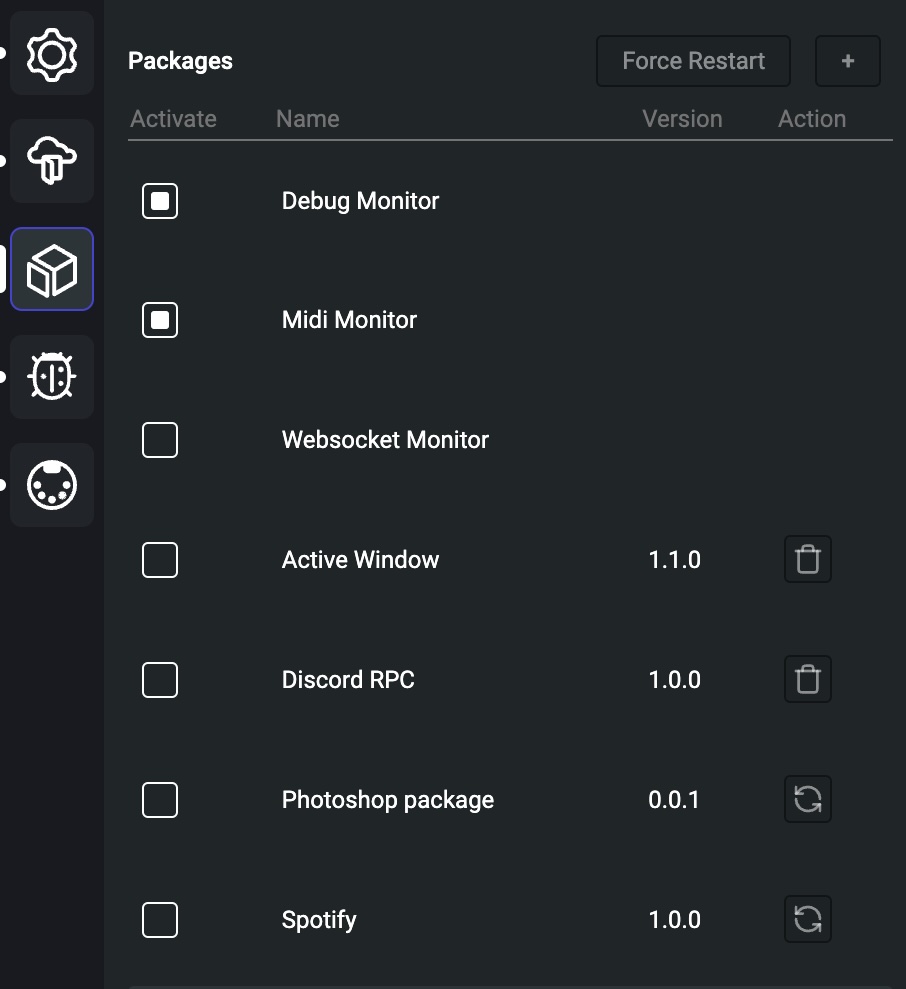 Packages Force Restart +
Activate Name Version Action
Debug Monitor
Midi Monitor
Websocket Monitor
Active Window 1.1.0
Discord RPC 1.0.0
Photoshop package 0.0.1
Spotify 1.0.0